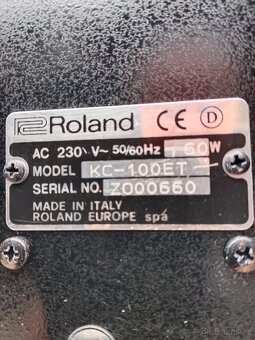 Roland CE D
AC 230 V~ 50/60Hz 60W
MODEL KC-100ET
SERIAL NO. Z000660
MADE IN ITALY
ROLAND EUROPE spa